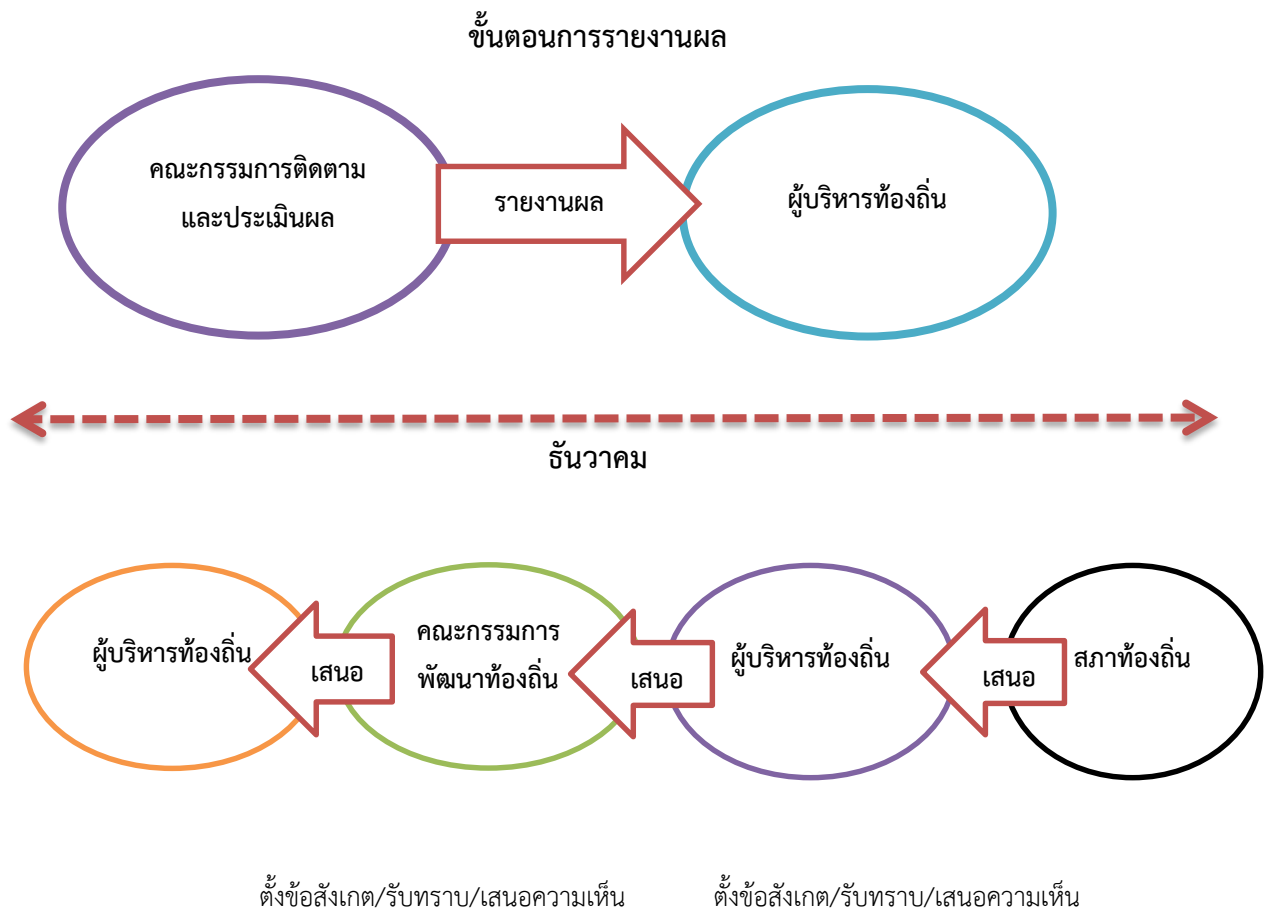 ขั้นตอนการรายงานผล
คณะกรรมการติดตาม
และประเมินผล
รายงานผล
ผู้บริหารท้องถิ่น
ธันวาคม
ผู้บริหารท้องถิ่น
เสนอ
คณะกรรมการ
พัฒนาท้องถิ่น
เสนอ
ผู้บริหารท้องถิ่น
เสนอ
สภาท้องถิ่น
ตั้งข้อสังเกต/รับทราบ/เสนอความเห็น
ตั้งข้อสังเกต/รับทราบ/เสนอความเห็น